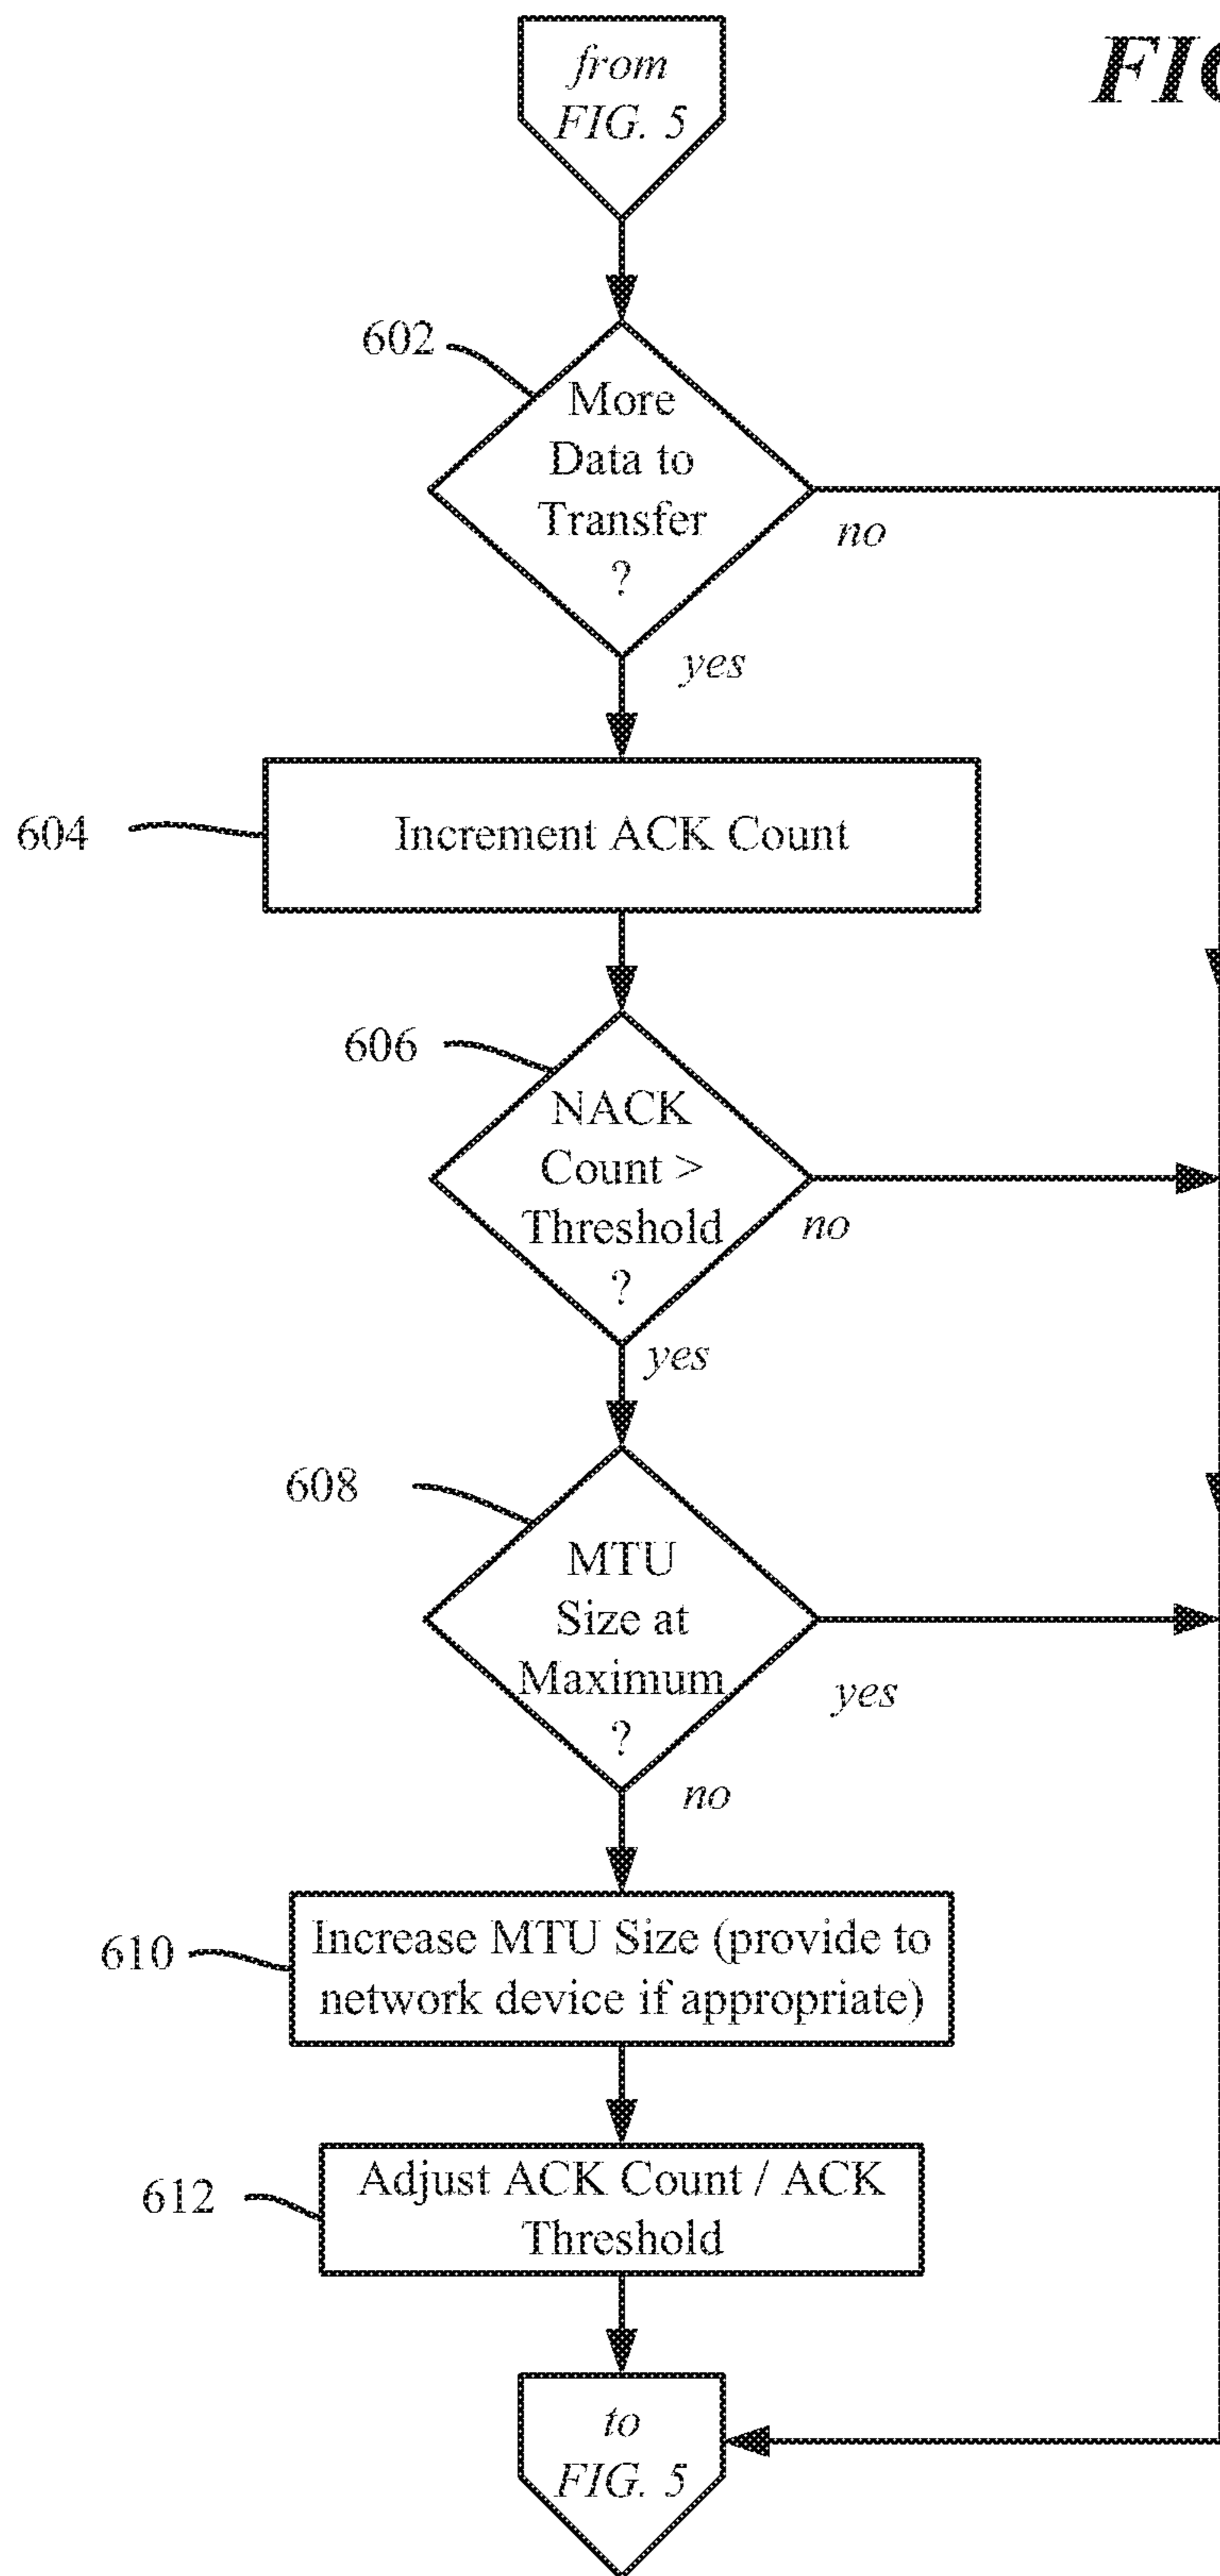 from
FIG. 5
FIG
602
More
Data to
Transfer
?
no
yes
604
Increment ACK Count
606
NACK
Count >
Threshold
?
no
yes
608
MTU
Size at
Maximum
?
yes
no
610
Increase MTU Size (provide to
network device if appropriate)
612
Adjust ACK Count / ACK
Threshold
to
FIG. 5